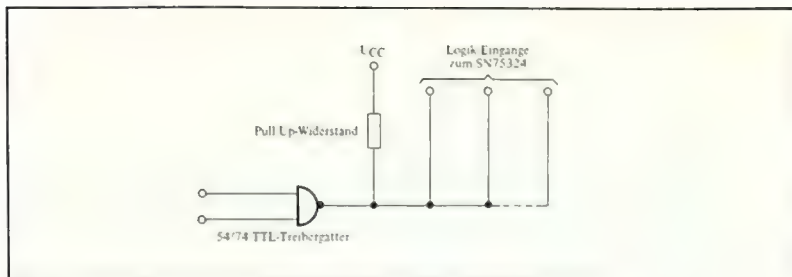 UCC
Logik Eingänge
zum SN75324
Pull Up-Widerstand
54/74 TTL-Treibergatter